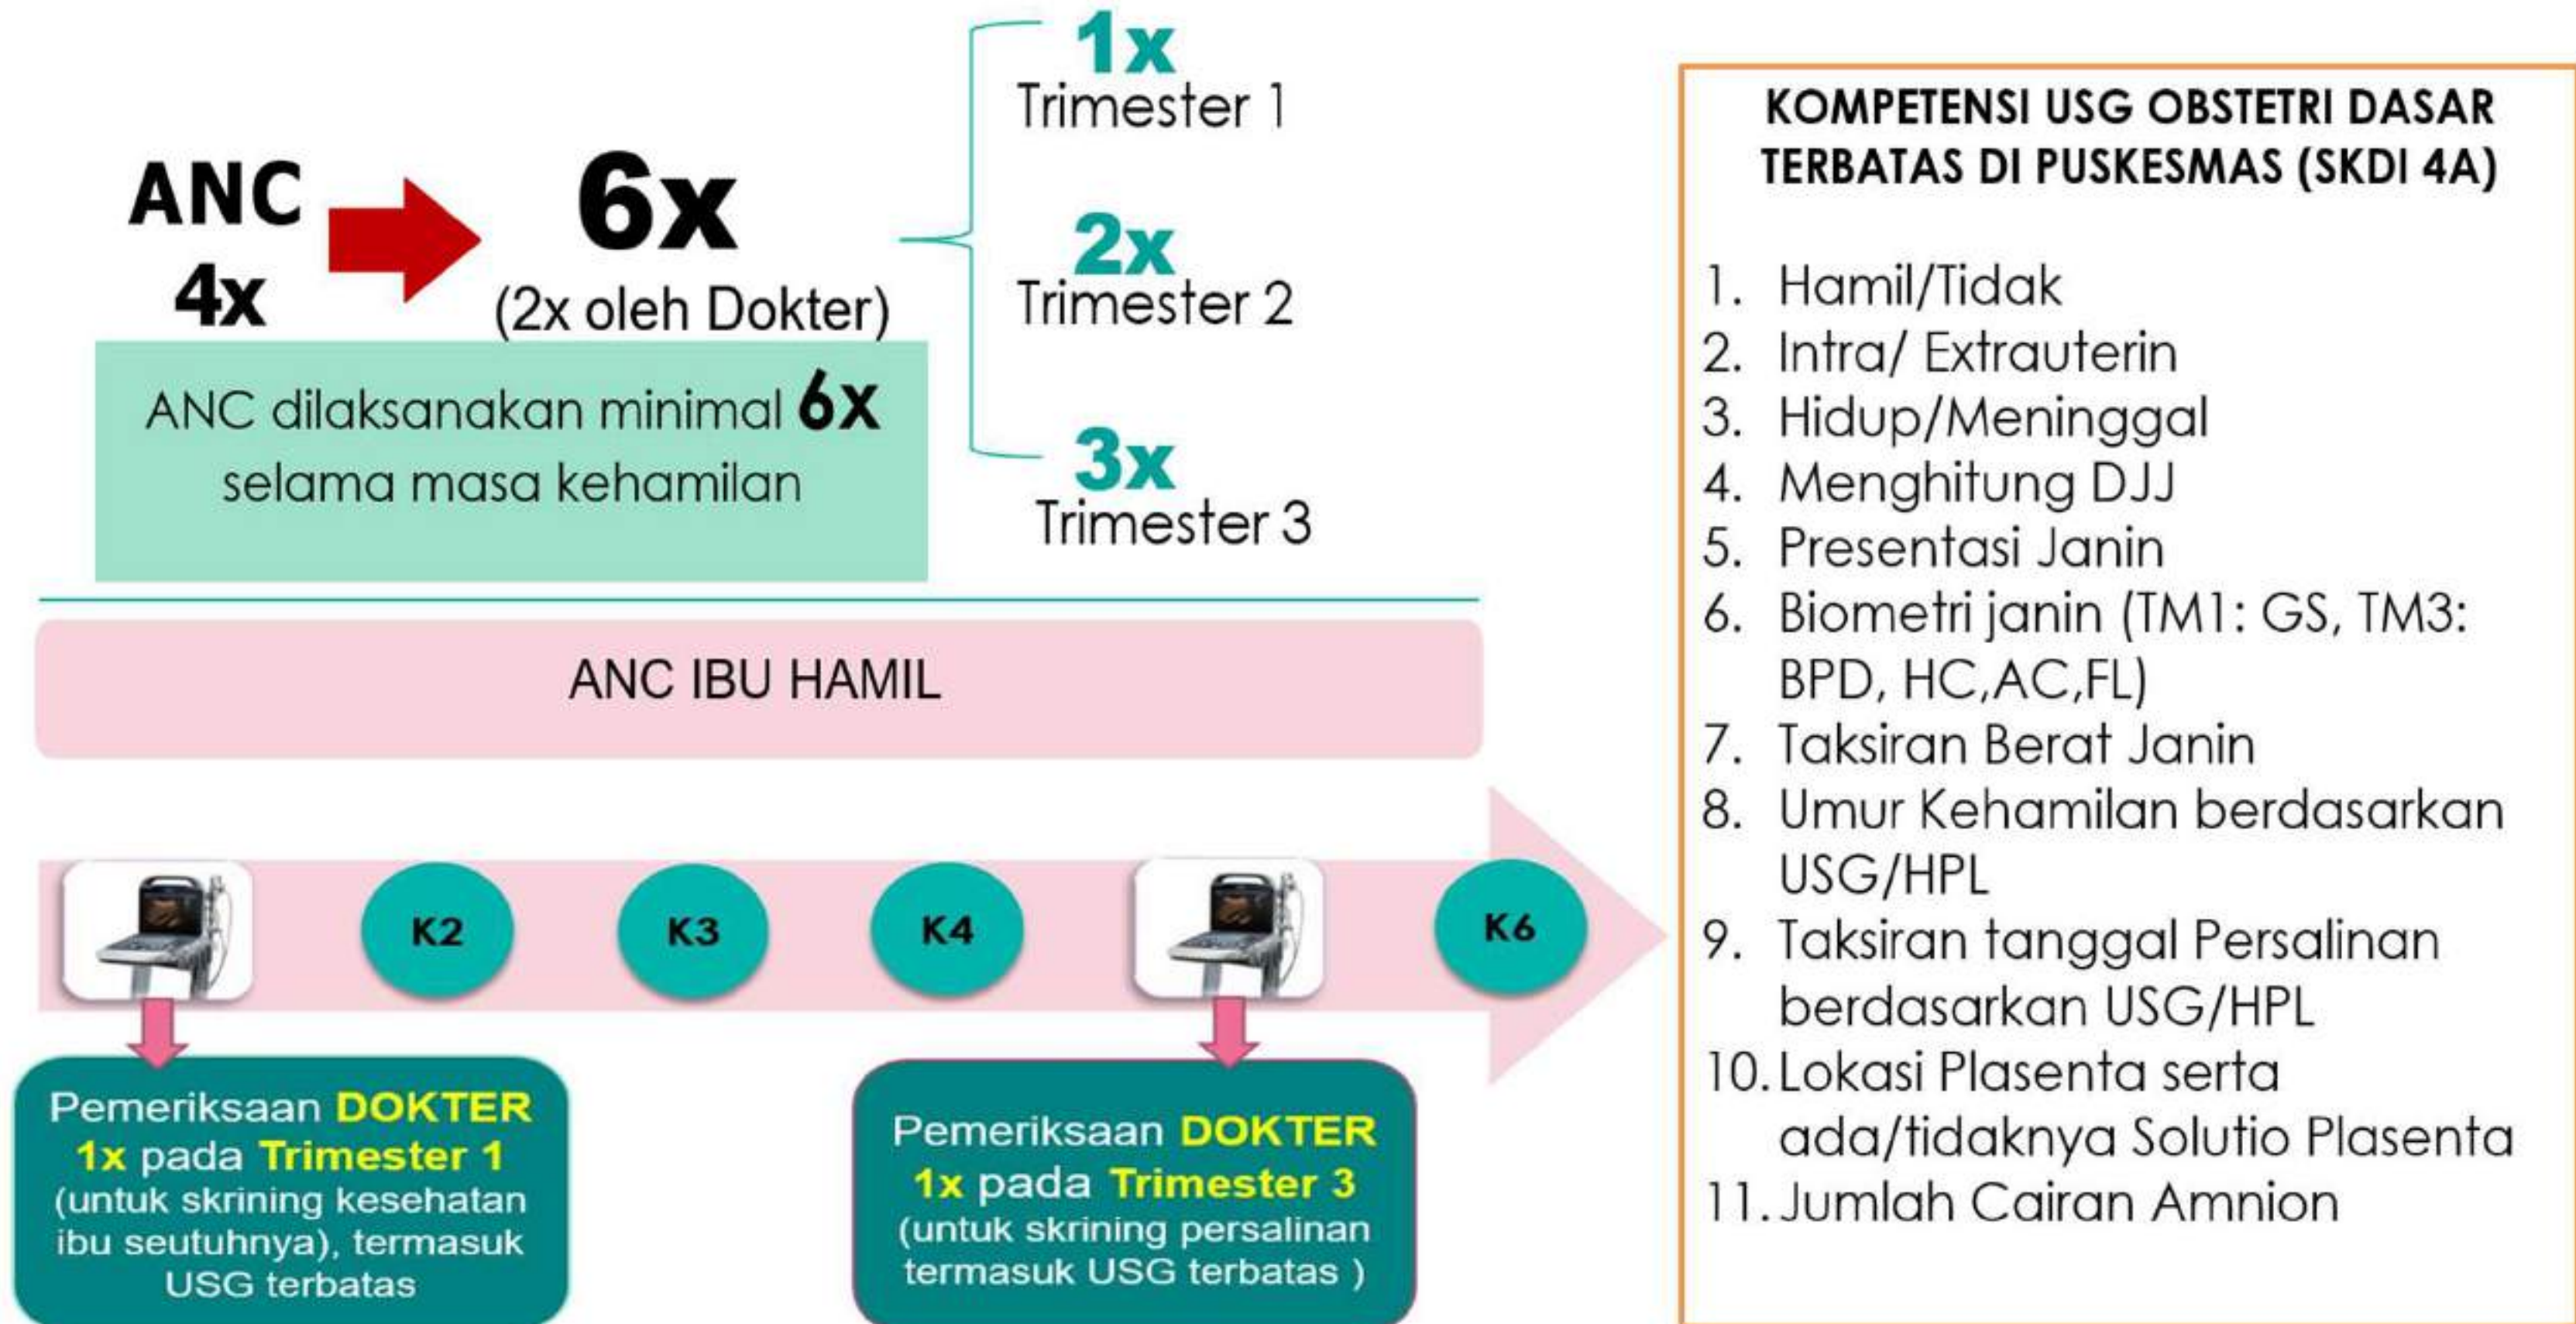 ANC
4x
6x
(2x oleh Dokter)
1x
Trimester 1
2x
Trimester 2
3x
Trimester 3
ANC dilaksanakan minimal 6x
selama masa kehamilan
ANC IBU HAMIL
K2
K3
K4
K6
Pemeriksaan DOKTER
1x pada Trimester 1
(untuk skrining kesehatan
ibu seutuhnya), termasuk
USG terbatas
Pemeriksaan DOKTER
1x pada Trimester 3
(untuk skrining persalinan
termasuk USG terbatas )
KOMPETENSI USG OBSTETRI DASAR
TERBATAS DI PUSKESMAS (SKDI 4A)
1. Hamil/Tidak
2. Intra/ Extrauterin
3. Hidup/Meninggal
4. Menghitung DJJ
5. Presentasi Janin
6. Biometri janin (TM1: GS, TM3:
BPD, HC,AC,FL)
7. Taksiran Berat Janin
8. Umur Kehamilan berdasarkan
USG/HPL
9. Taksiran tanggal Persalinan
berdasarkan USG/HPL
10. Lokasi Plasenta serta
ada/tidaknya Solutio Plasenta
11. Jumlah Cairan Amnion